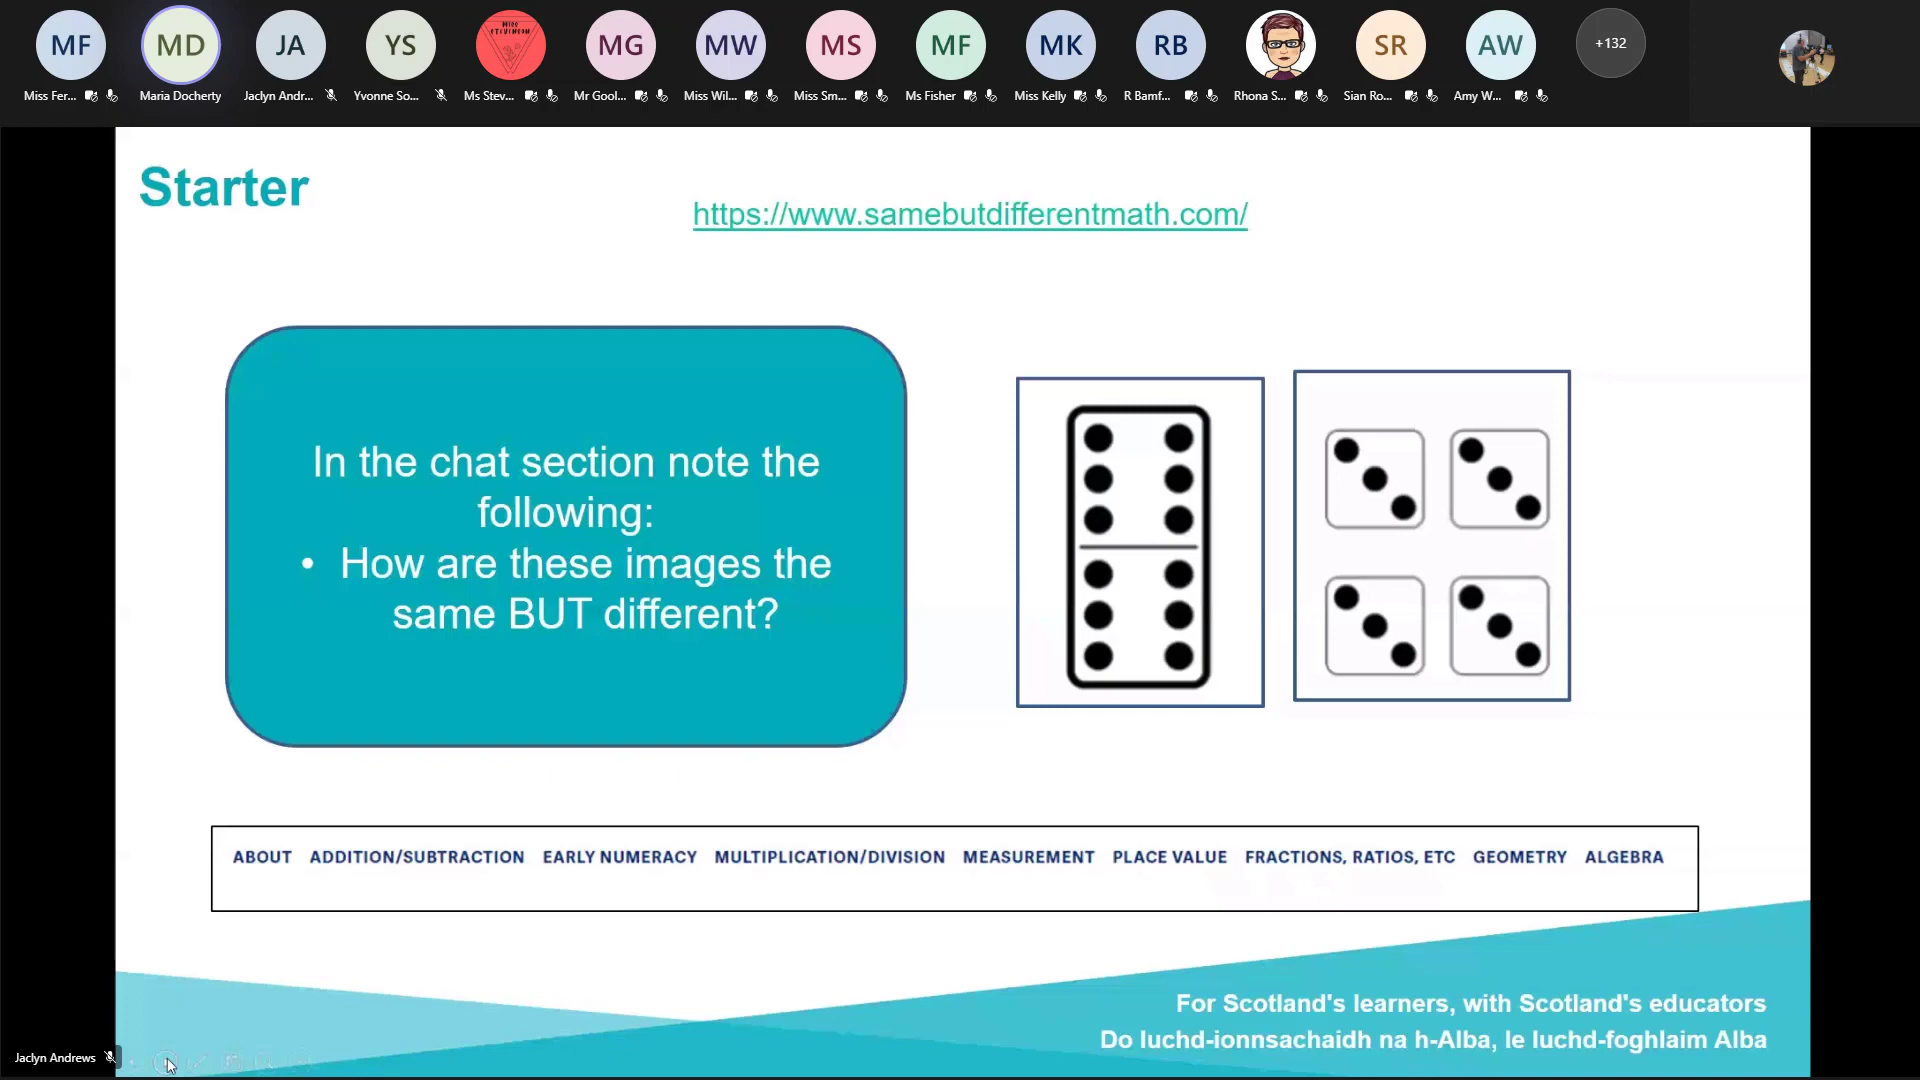 MF MD JA YS Miss Stevenson MG MW MS MF MK RB SR AW +132
Miss Fer... Maria Docherty Jaclyn Andr... Yvonne So... Ms Stev... Mr Gool... Miss Wil... Miss Sm... Ms Fisher Miss Kelly R Bamf... Rhona S... Sian Ro... Amy W...
Starter
https://www.samebutdifferentmath.com/
In the chat section note the
following:
• How are these images the
same BUT different?
ABOUT ADDITION/SUBTRACTION EARLY NUMERACY MULTIPLICATION/DIVISION MEASUREMENT PLACE VALUE FRACTIONS, RATIOS, ETC GEOMETRY ALGEBRA
For Scotland's learners, with Scotland's educators
Do luchd-ionnsachaidh na h-Alba, le luchd-foghlaim Alba
Jaclyn Andrews